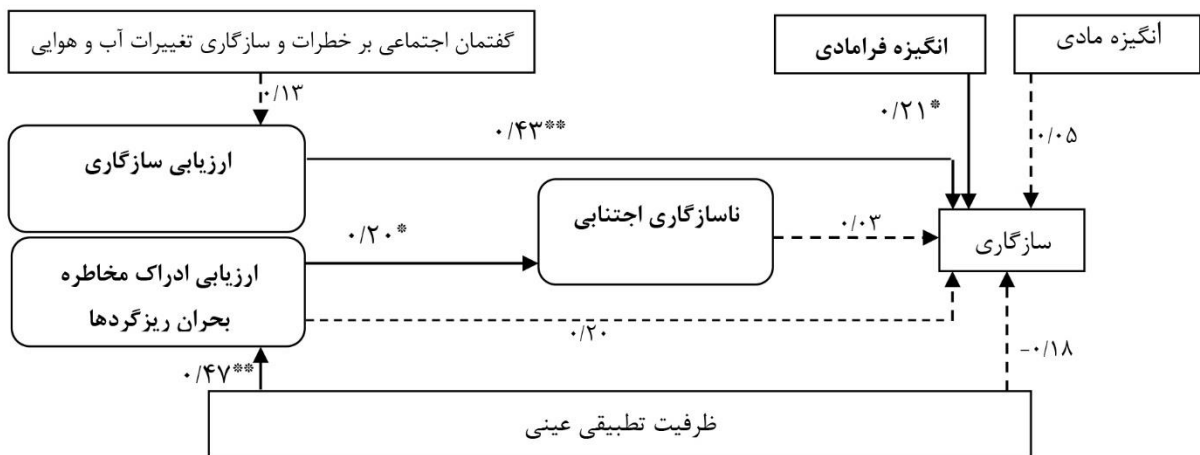 گفتمان اجتماعی بر خطرات و سازگاری تغییرات آب و هوایی
انگیزه فرامادی
انگیزه مادی
۰/۱۳
۰/۴۳**
۰/۲۱*
۰/۰۵
ارزیابی سازگاری
ناسازگاری اجتنابی
۰/۲۰*
۰/۰۳
سازگاری
ارزیابی ادراک مخاطره
بحران ریزگردها
۰/۲۰
-۰/۱۸
۰/۴۷**
ظرفیت تطبیقی عینی